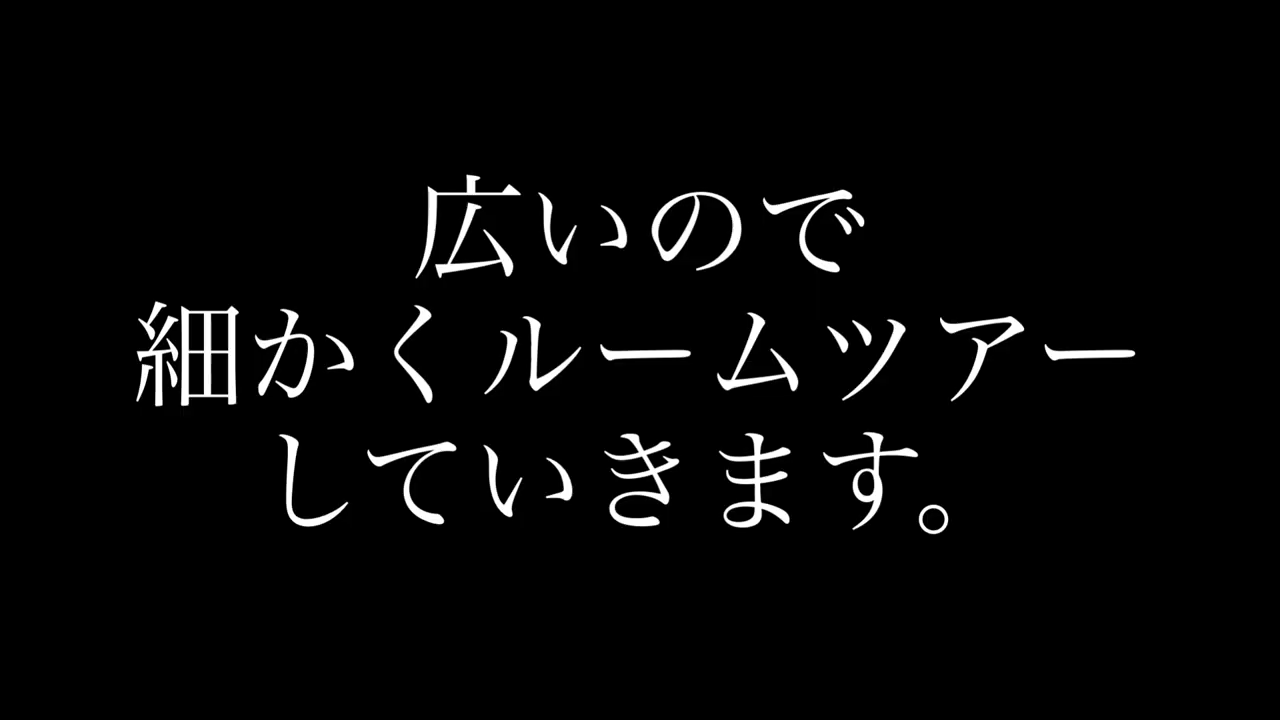 広いので
細かくルームツアー
していきます。